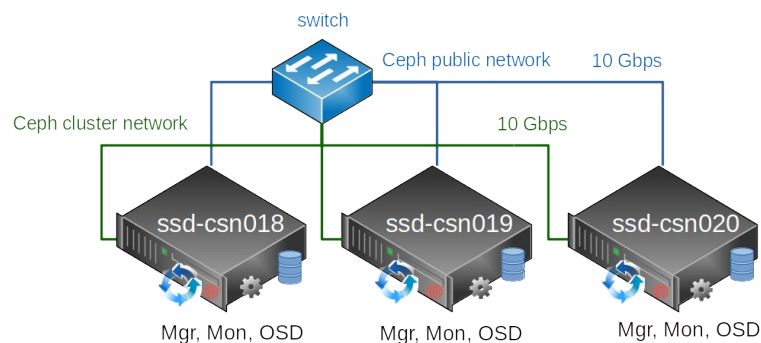 switch
Ceph public network
10 Gbps
Ceph cluster network
10 Gbps
ssd-csn018
ssd-csn019
ssd-csn020
Mgr, Mon, OSD
Mgr, Mon, OSD
Mgr, Mon, OSD